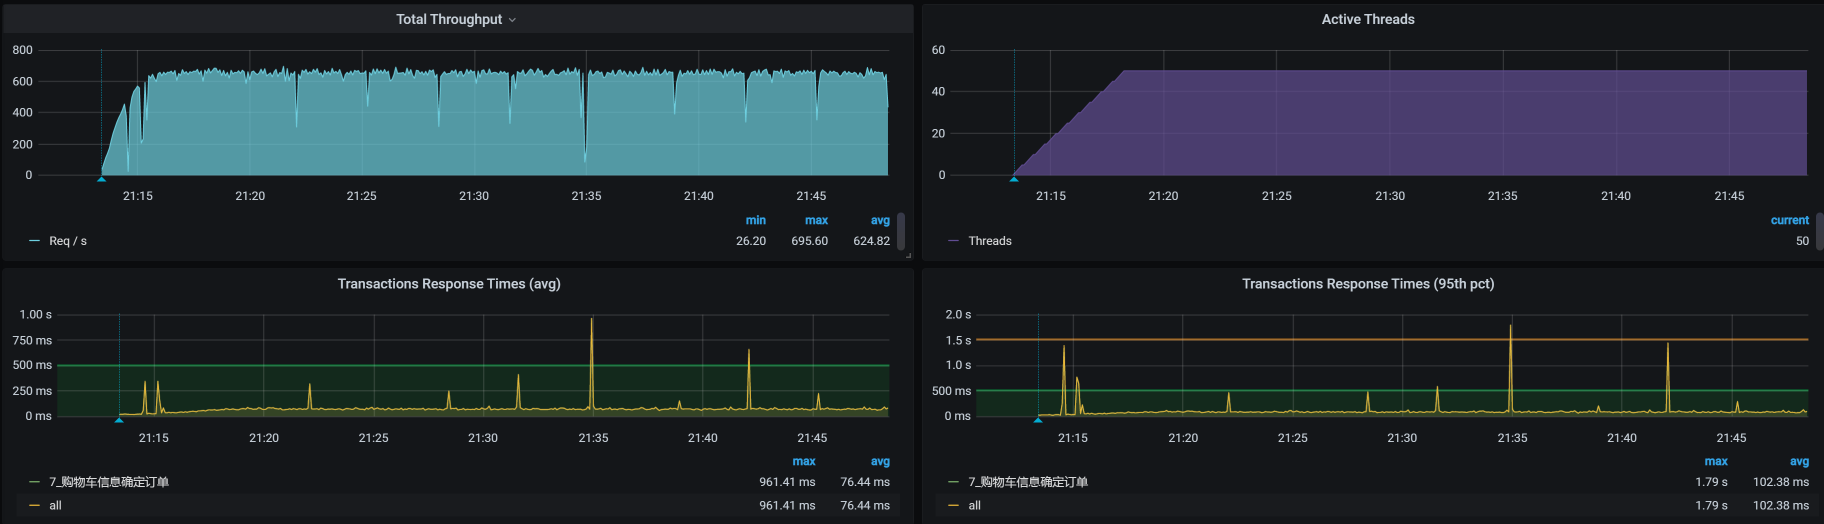 Total Throughput
800
600
400
200
0
21:15 21:20 21:25 21:30 21:35 21:40 21:45
min max avg
Req / s 26.20 695.60 624.82
Active Threads
60
40
20
0
21:15 21:20 21:25 21:30 21:35 21:40 21:45
current
Threads 50
Transactions Response Times (avg)
1.00 s
750 ms
500 ms
250 ms
0 ms
21:15 21:20 21:25 21:30 21:35 21:40 21:45
max avg
7_购物车信息确定订单 961.41 ms 76.44 ms
all 961.41 ms 76.44 ms
Transactions Response Times (95th pct)
2.0 s
1.5 s
1.0 s
500 ms
0 ms
21:15 21:20 21:25 21:30 21:35 21:40 21:45
max avg
7_购物车信息确定订单 1.79 s 102.38 ms
all 1.79 s 102.38 ms